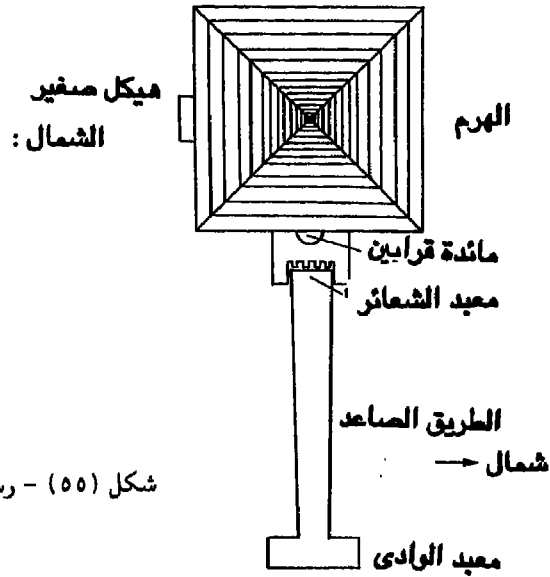 هيكل صغير
الشمال :
الهرم
مائدة قرابين
معبد الشعائر
الطريق الصاعد
شمال
شكل (٥٥) -
معبد الوادى